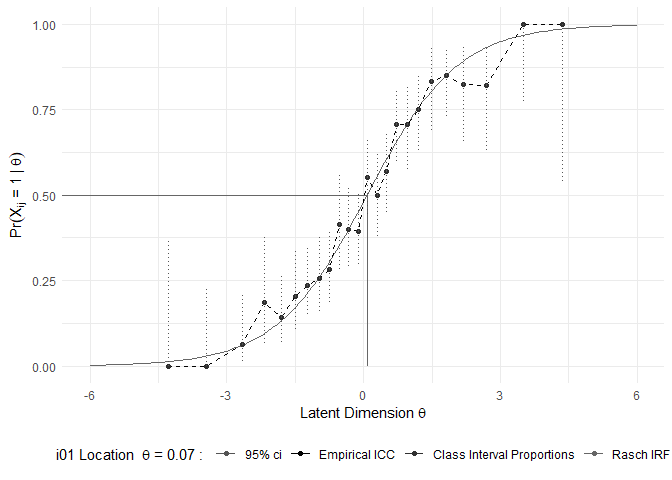 1.00
0.75
0.50
0.25
0.00
Pr(Xij = 1 | θ)
-6 -3 0 3 6
Latent Dimension θ
i01 Location θ = 0.07 : 95% ci Empirical ICC Class Interval Proportions Rasch IRF